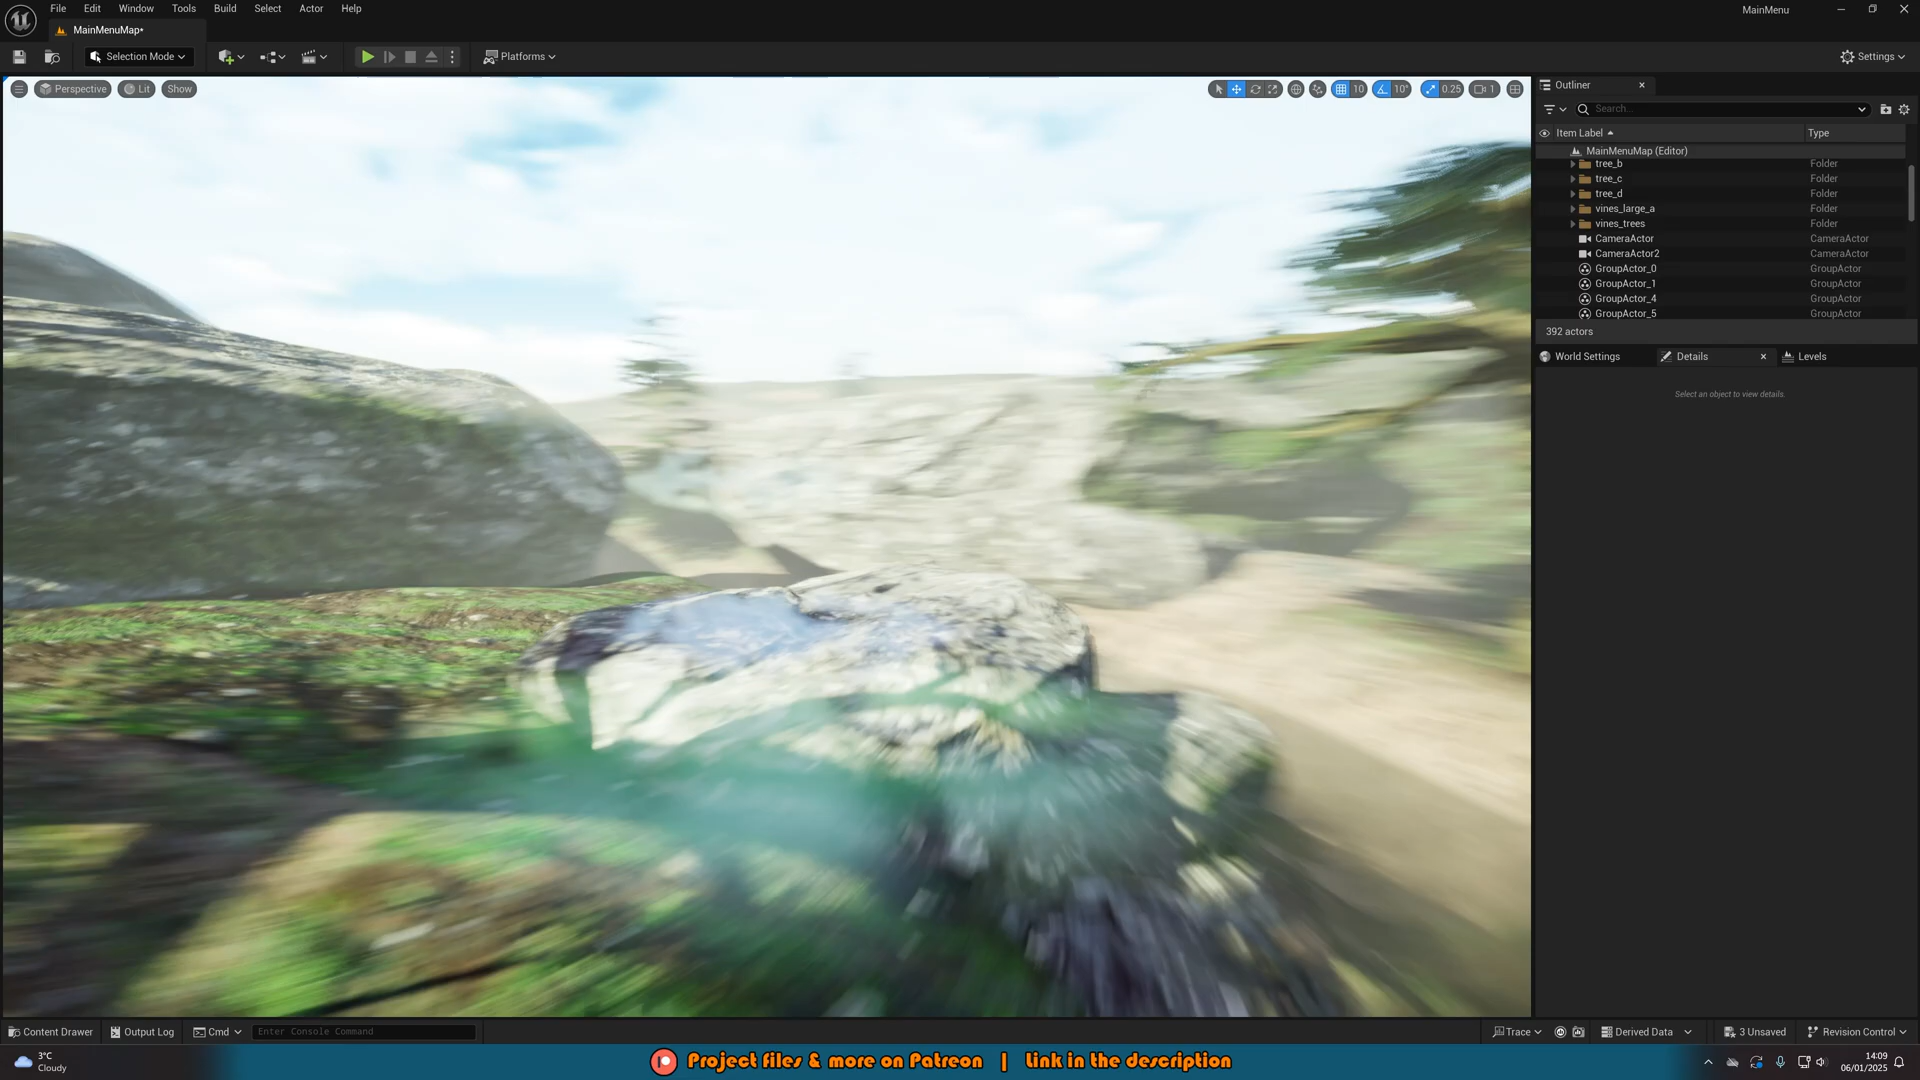 File Edit Window Tools Build Select Actor Help
MainMenu
MainMenuMap*
Selection Mode
Platforms
Settings
Perspective Lit Show
10 10° 0.25 1
Outliner
Search...
Item Label Type
MainMenuMap (Editor)
tree_b Folder
tree_c Folder
tree_d Folder
vines_large_a Folder
vines_trees Folder
CameraActor CameraActor
CameraActor2 CameraActor
GroupActor_0 GroupActor
GroupActor_1 GroupActor
GroupActor_4 GroupActor
GroupActor_5 GroupActor
392 actors
World Settings Details Levels
Select an object to view details.
Content Drawer Output Log Cmd Enter Console Command
Trace Derived Data 3 Unsaved Revision Control
3°C
Cloudy
Project files & more on Patreon | Link in the description
14:09
06/01/2025